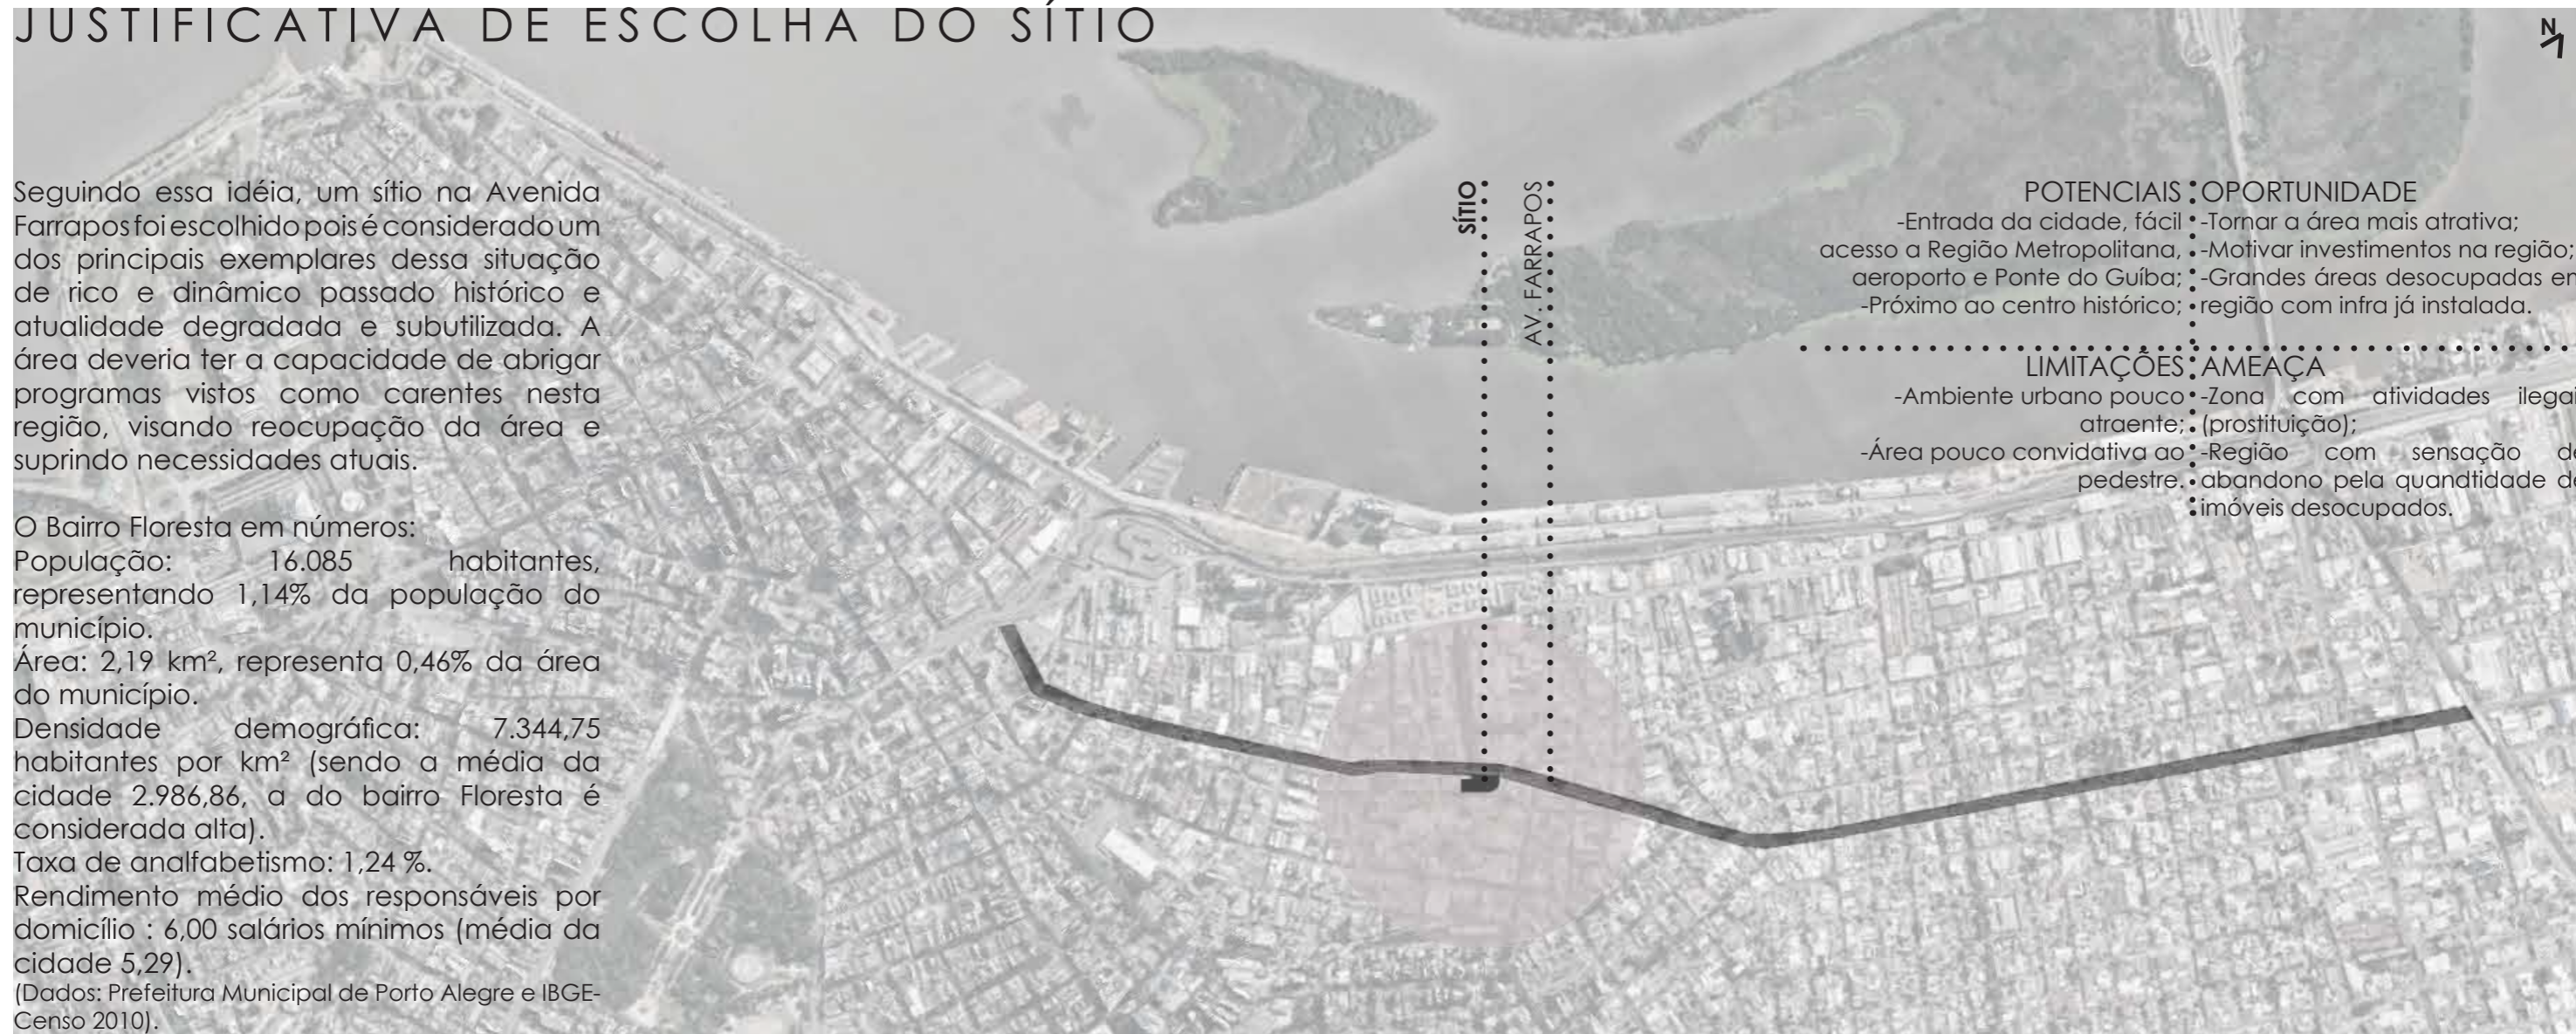 JUSTIFICATIVA DE ESCOLHA DO SÍTIO
N
Seguindo essa idéia, um sítio na Avenida
Farrapos foi escolhido pois é considerado um
dos principais exemplares dessa situação
de rico e dinâmico passado histórico e
atualidade degradada e subutilizada. A
área deveria ter a capacidade de abrigar
programas vistos como carentes nesta
região, visando reocupação da área e
suprindo necessidades atuais.
O Bairro Floresta em números:
População: 16.085 habitantes,
representando 1,14% da população do
município.
Área: 2,19 km², representa 0,46% da área
do município.
Densidade demográfica: 7.344,75
habitantes por km² (sendo a média da
cidade 2.986,86, a do bairro Floresta é
considerada alta).
Taxa de analfabetismo: 1,24 %.
Rendimento médio dos responsáveis por
domicílio : 6,00 salários mínimos (média da
cidade 5,29).
(Dados: Prefeitura Municipal de Porto Alegre e IBGE-
Censo 2010).
SÍTIO
AV. FARRAPOS
POTENCIAIS
-Entrada da cidade, fácil
acesso a Região Metropolitana,
aeroporto e Ponte do Guíba;
-Próximo ao centro histórico;
OPORTUNIDADE
-Tornar a área mais atrativa;
-Motivar investimentos na região;
-Grandes áreas desocupadas
região com infra já instalada.
LIMITAÇÕES
-Ambiente urbano pouco
atraente;
-Área pouco convidativa ao
pedestre.
AMEAÇA
-Zona com atividades
(prostituição);
-Região com sensação
abandono pela quandtidade
imóveis desocupados.